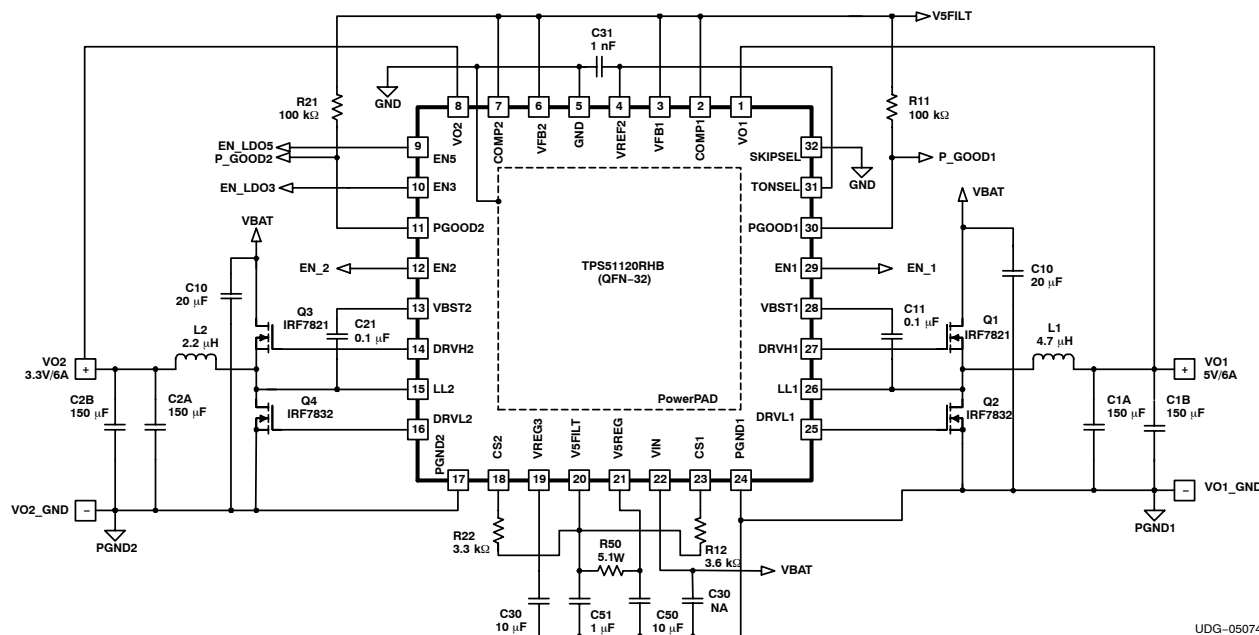 V5FILT
C31
1 nF
GND
R21
100 kΩ
R11
100 kΩ
8
7
6
5
4
3
2
1
VO2
COMP2
VFB2
GND
VREF2
VFB1
COMP1
VO1
EN_LDO5
P_GOOD2
9
EN5
SKIPSEL
32
GND
P_GOOD1
EN_LDO3
10
EN3
TONSEL
31
VBAT
11
PGOOD2
PGOOD1
30
VBAT
EN_2
12
EN2
TPS51120RHB
(QFN-32)
EN1
29
EN_1
C10
20 μF
C10
20 μF
13
VBST2
VBST1
28
Q3
IRF7821
C21
0.1 μF
C11
0.1 μF
Q1
IRF7821
L2
2.2 μH
14
DRVH2
DRVH1
27
L1
4.7 μH
VO2
3.3V/6A
+
15
LL2
LL1
26
+
VO1
5V/6A
C2B
150 μF
C2A
150 μF
Q4
IRF7832
PowerPAD
Q2
IRF7832
C1A
150 μF
C1B
150 μF
16
DRVL2
DRVL1
25
PGND2
CS2
VREG3
V5FILT
V5REG
VIN
CS1
PGND1
17
18
19
20
21
22
23
24
VO2_GND
–
–
VO1_GND
PGND2
PGND1
R22
3.3 kΩ
R50
5.1W
R12
3.6 kΩ
VBAT
C30
10 μF
C51
1 μF
C50
10 μF
C30
NA
UDG–05074